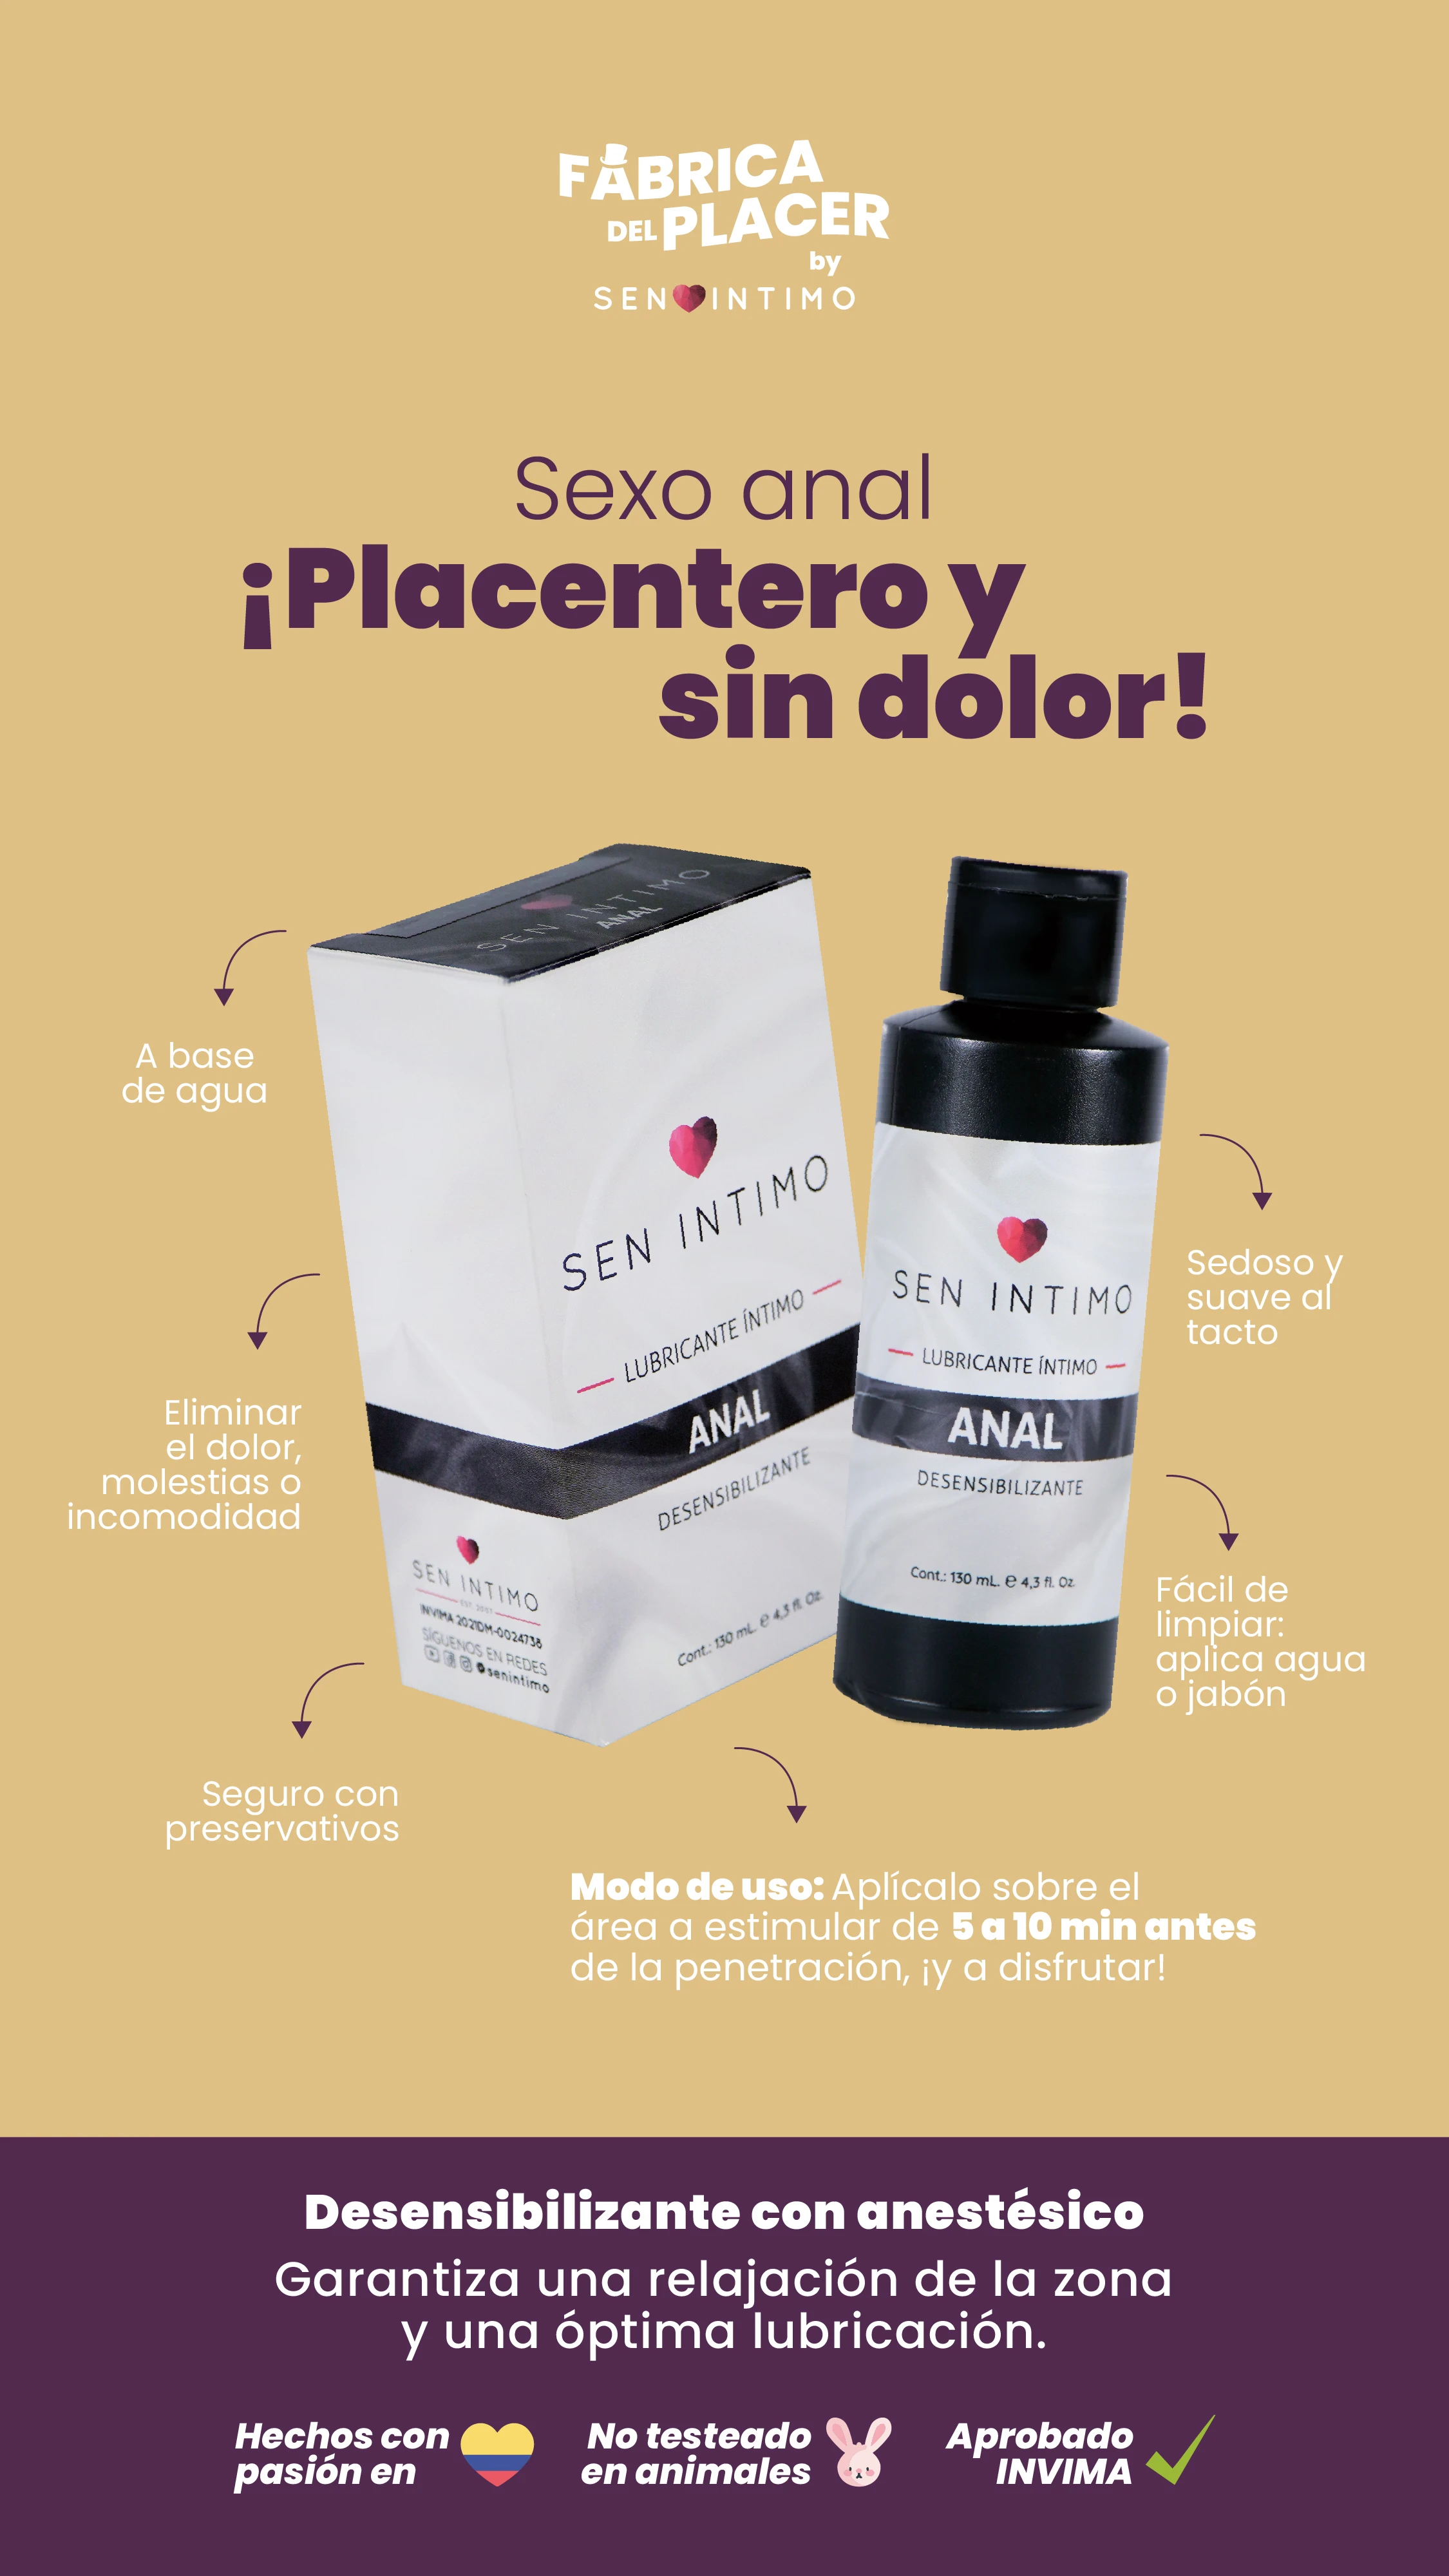 FÁBRICA
DEL PLACER
by
SEN INTIMO
Sexo anal
¡Placentero y
sin dolor!
SEN INTIMO
ANAL
A base
de agua
SEN INTIMO
LUBRICANTE ÍNTIMO
ANAL
DESENSIBILIZANTE
Cont.: 130 mL. e 4,3 fl. Oz.
SEN INTIMO
EST. 2007
INVIMA 2021DM-0024738
SÍGUENOS EN REDES
senintimo
SEN INTIMO
LUBRICANTE ÍNTIMO
ANAL
DESENSIBILIZANTE
Cont.: 130 mL. e 4,3 fl. Oz.
Sedoso y
suave al
tacto
Eliminar
el dolor,
molestias o
incomodidad
Fácil de
limpiar:
aplica agua
o jabón
Seguro con
preservativos
Modo de uso: Aplícalo sobre el
área a estimular de 5 a 10 min antes
de la penetración, ¡y a disfrutar!
Desensibilizante con anestésico
Garantiza una relajación de la zona
y una óptima lubricación.
Hechos con
pasión en
No testeado
en animales
Aprobado
INVIMA